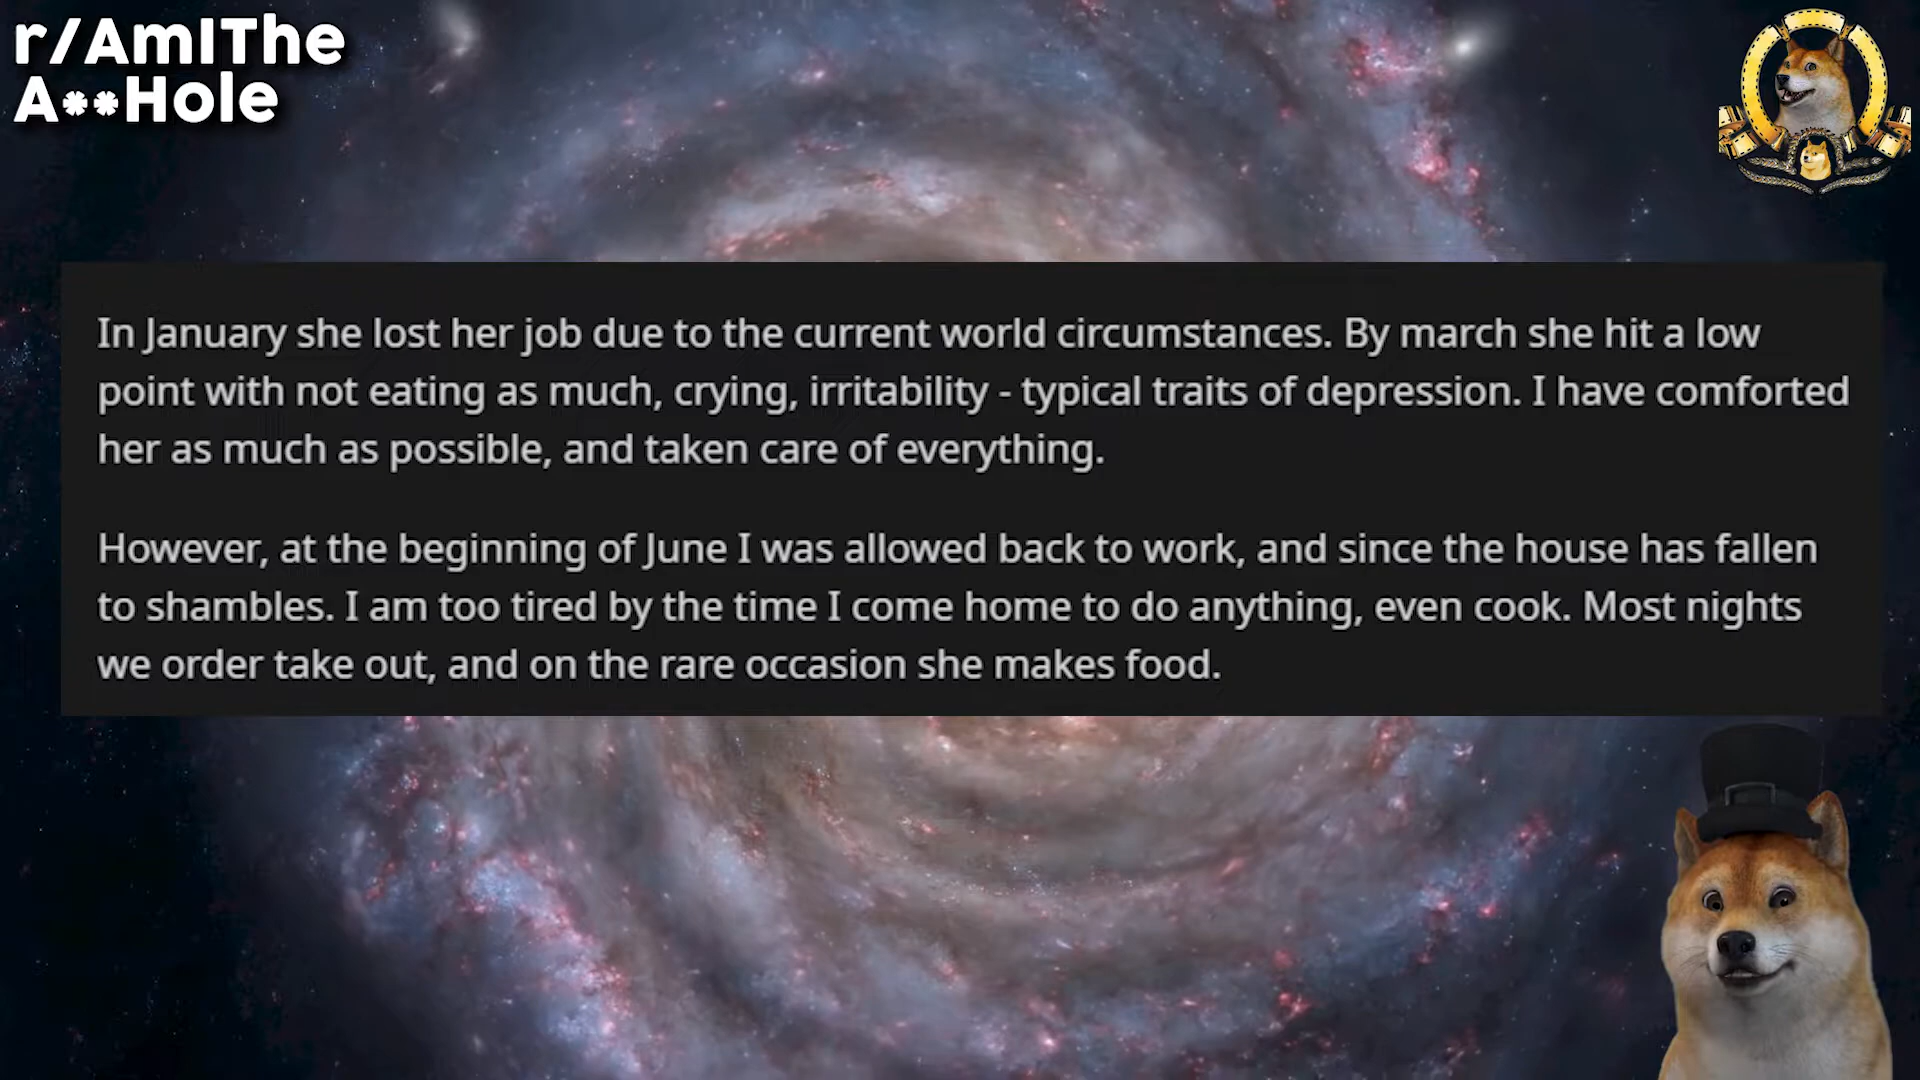 r/AmIThe
A**Hole
In January she lost her job due to the current world circumstances. By march she hit a low
point with not eating as much, crying, irritability - typical traits of depression. I have comforted
her as much as possible, and taken care of everything.
However, at the beginning of June I was allowed back to work, and since the house has fallen
to shambles. I am too tired by the time I come home to do anything, even cook. Most nights
we order take out, and on the rare occasion she makes food.